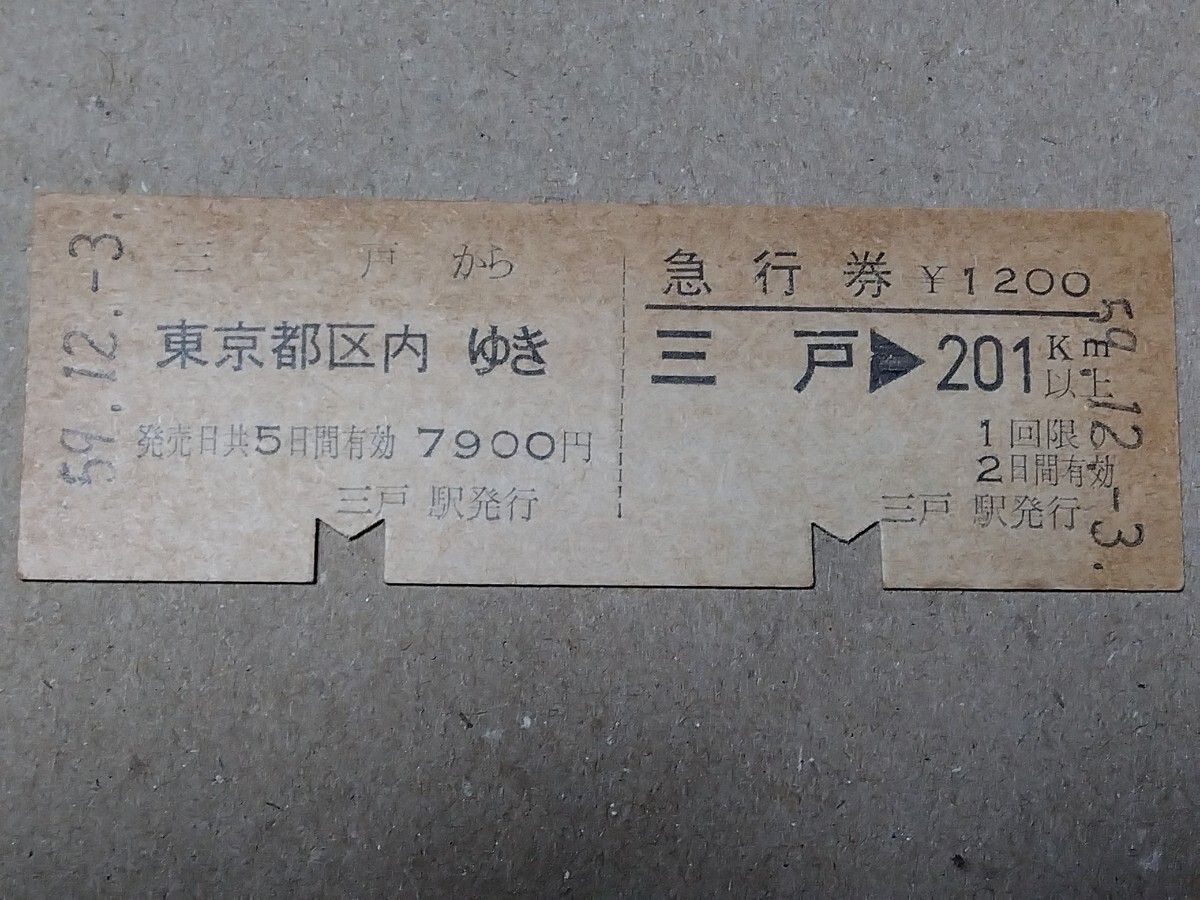 59.12.-3.
三 戸 から
東京都区内 ゆき
発売日共5日間有効 7900円
三戸 駅発行
急行券 ¥1200
三 戸▶201Km以上
1回限り
2日間有効
三戸 駅発行
59.12.-3.